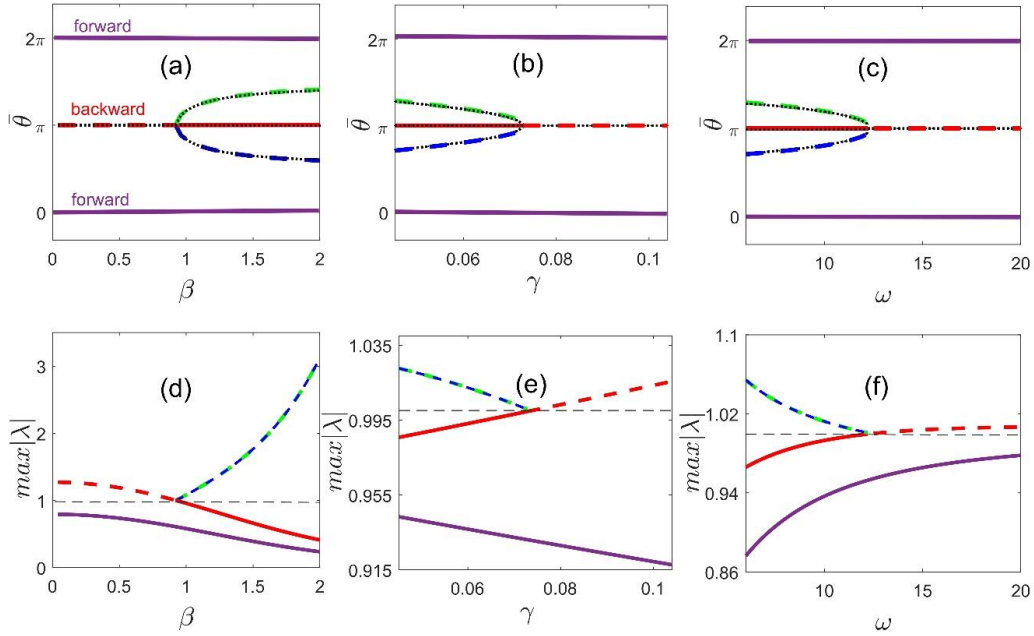 forward
2π
(a)
backward
θ̄
π
forward
0
0 0.5 1 1.5 2
β
2π
(b)
θ̄
π
0
0.06 0.08 0.1
γ
2π
(c)
θ̄
π
0
10 15 20
ω
3
(d)
max|λ|
2
1
0
0 0.5 1 1.5 2
β
1.035
(e)
max|λ|
0.995
0.955
0.915
0.06 0.08 0.1
γ
1.1
(f)
max|λ|
1.02
0.94
0.86
10 15 20
ω